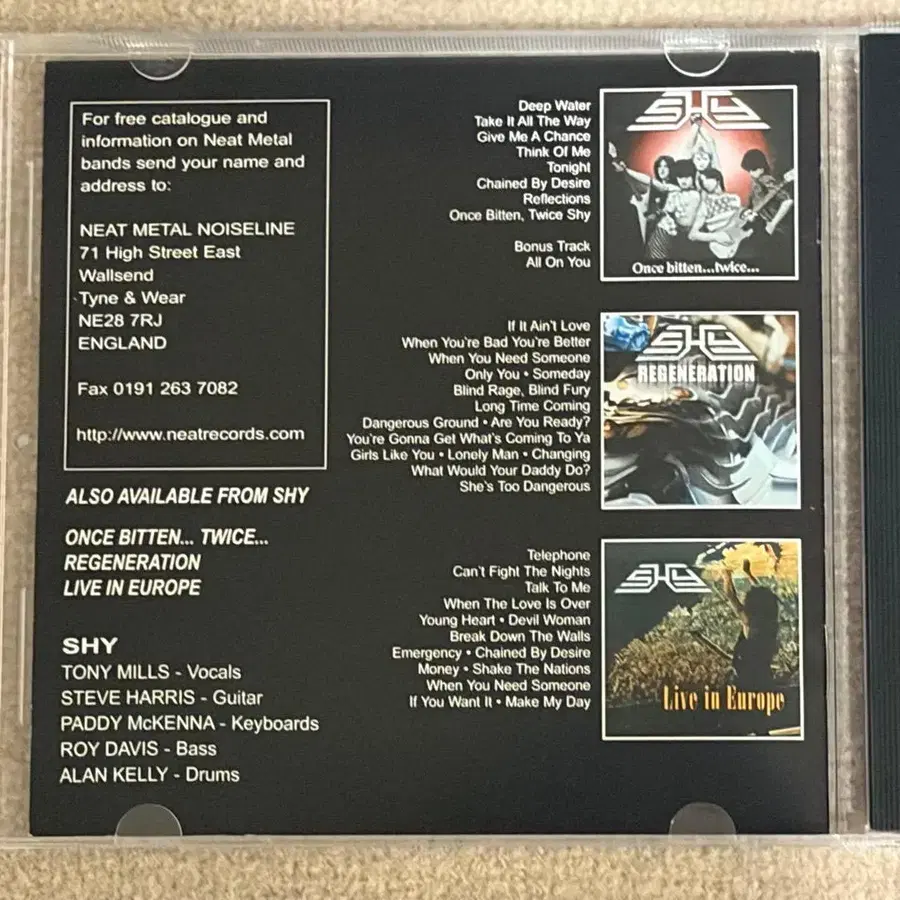 For free catalogue and
information on Neat Metal
bands send your name and
address to:
NEAT METAL NOISELINE
71 High Street East
Wallsend
Tyne & Wear
NE28 7RJ
ENGLAND
Fax 0191 263 7082
http://www.neatrecords.com
ALSO AVAILABLE FROM SHY
ONCE BITTEN... TWICE...
REGENERATION
LIVE IN EUROPE
SHY
TONY MILLS - Vocals
STEVE HARRIS - Guitar
PADDY McKENNA - Keyboards
ROY DAVIS - Bass
ALAN KELLY - Drums
Deep Water
Take It All The Way
Give Me A Chance
Think Of Me
Tonight
Chained By Desire
Reflections
Once Bitten, Twice Shy
Bonus Track
All On You
SHY
Once bitten...twice...
If It Ain't Love
When You're Bad You're Better
When You Need Someone
Only You • Someday
Blind Rage, Blind Fury
Long Time Coming
Dangerous Ground • Are You Ready?
You're Gonna Get What's Coming To Ya
Girls Like You • Lonely Man • Changing
What Would Your Daddy Do?
She's Too Dangerous
SHY
REGENERATION
Telephone
Can't Fight The Nights
Talk To Me
When The Love Is Over
Young Heart • Devil Woman
Break Down The Walls
Emergency • Chained By Desire
Money • Shake The Nations
When You Need Someone
If You Want It • Make My Day
SHY
Live in Europe